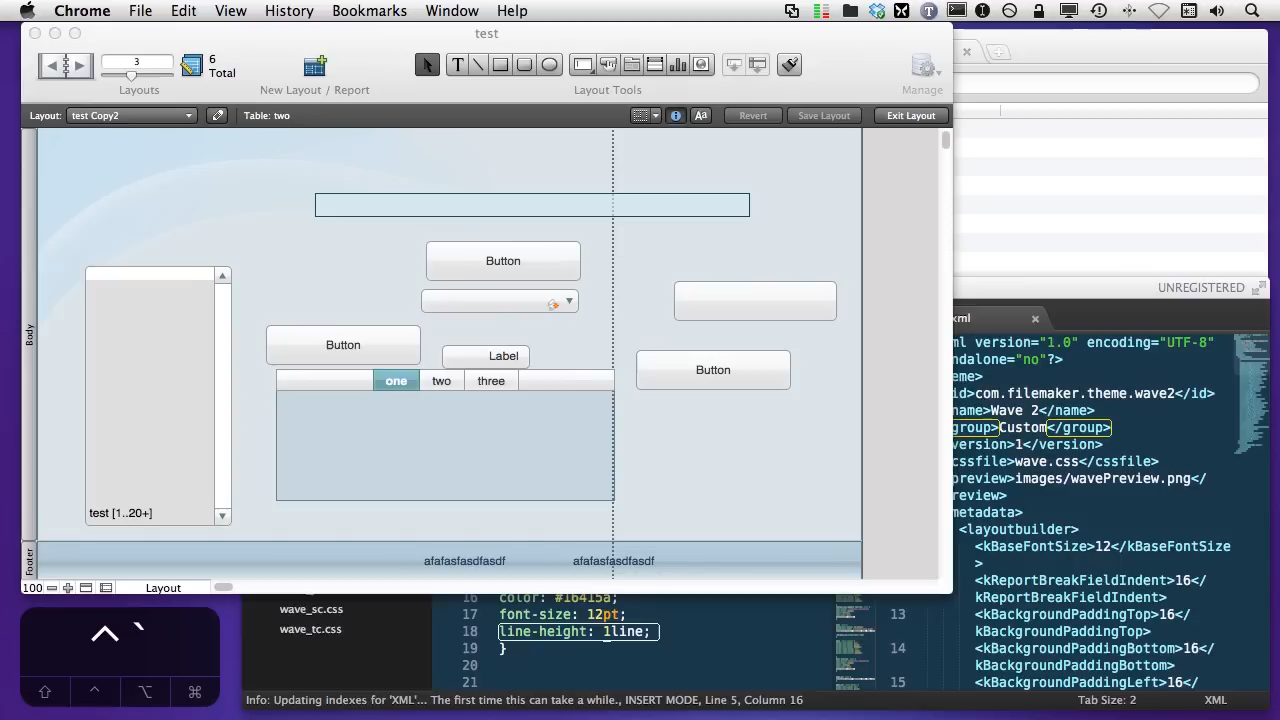 Chrome File Edit View History Bookmarks Window Help
test
3
6
Total
Layouts
New Layout / Report
Layout Tools
Manage
Layout: test Copy2
Table: two
Aa
Revert
Save Layout
Exit Layout
Body
Button
Button
Label
one
two
three
Button
test [1..20+]
Footer
afafasfasdfasdf
afafasfasdfasdf
100
Layout
UNREGISTERED
xml
ml version="1.0" encoding="UTF-8"
ndalone="no"?>
eme>
id>com.filemaker.theme.wave2</id>
name>Wave 2</name>
group>Custom</group>
version>1</version>
cssfile>wave.css</cssfile>
preview>images/wavePreview.png</
review>
metadata>
<layoutbuilder>
<kBaseFontSize>12</kBaseFontSize
>
<kReportBreakFieldIndent>16</
kReportBreakFieldIndent>
13 <kBackgroundPaddingTop>16</
kBackgroundPaddingTop>
14 <kBackgroundPaddingBottom>16</
kBackgroundPaddingBottom>
15 <kBackgroundPaddingLeft>16</
wave_sc.css
wave_tc.css
16 color: #16415a;
17 font-size: 12pt;
18 line-height: 1line;
19 }
20
21
^ `
Info: Updating indexes for 'XML'... The first time this can take a while., INSERT MODE, Line 5, Column 16
Tab Size: 2
XML